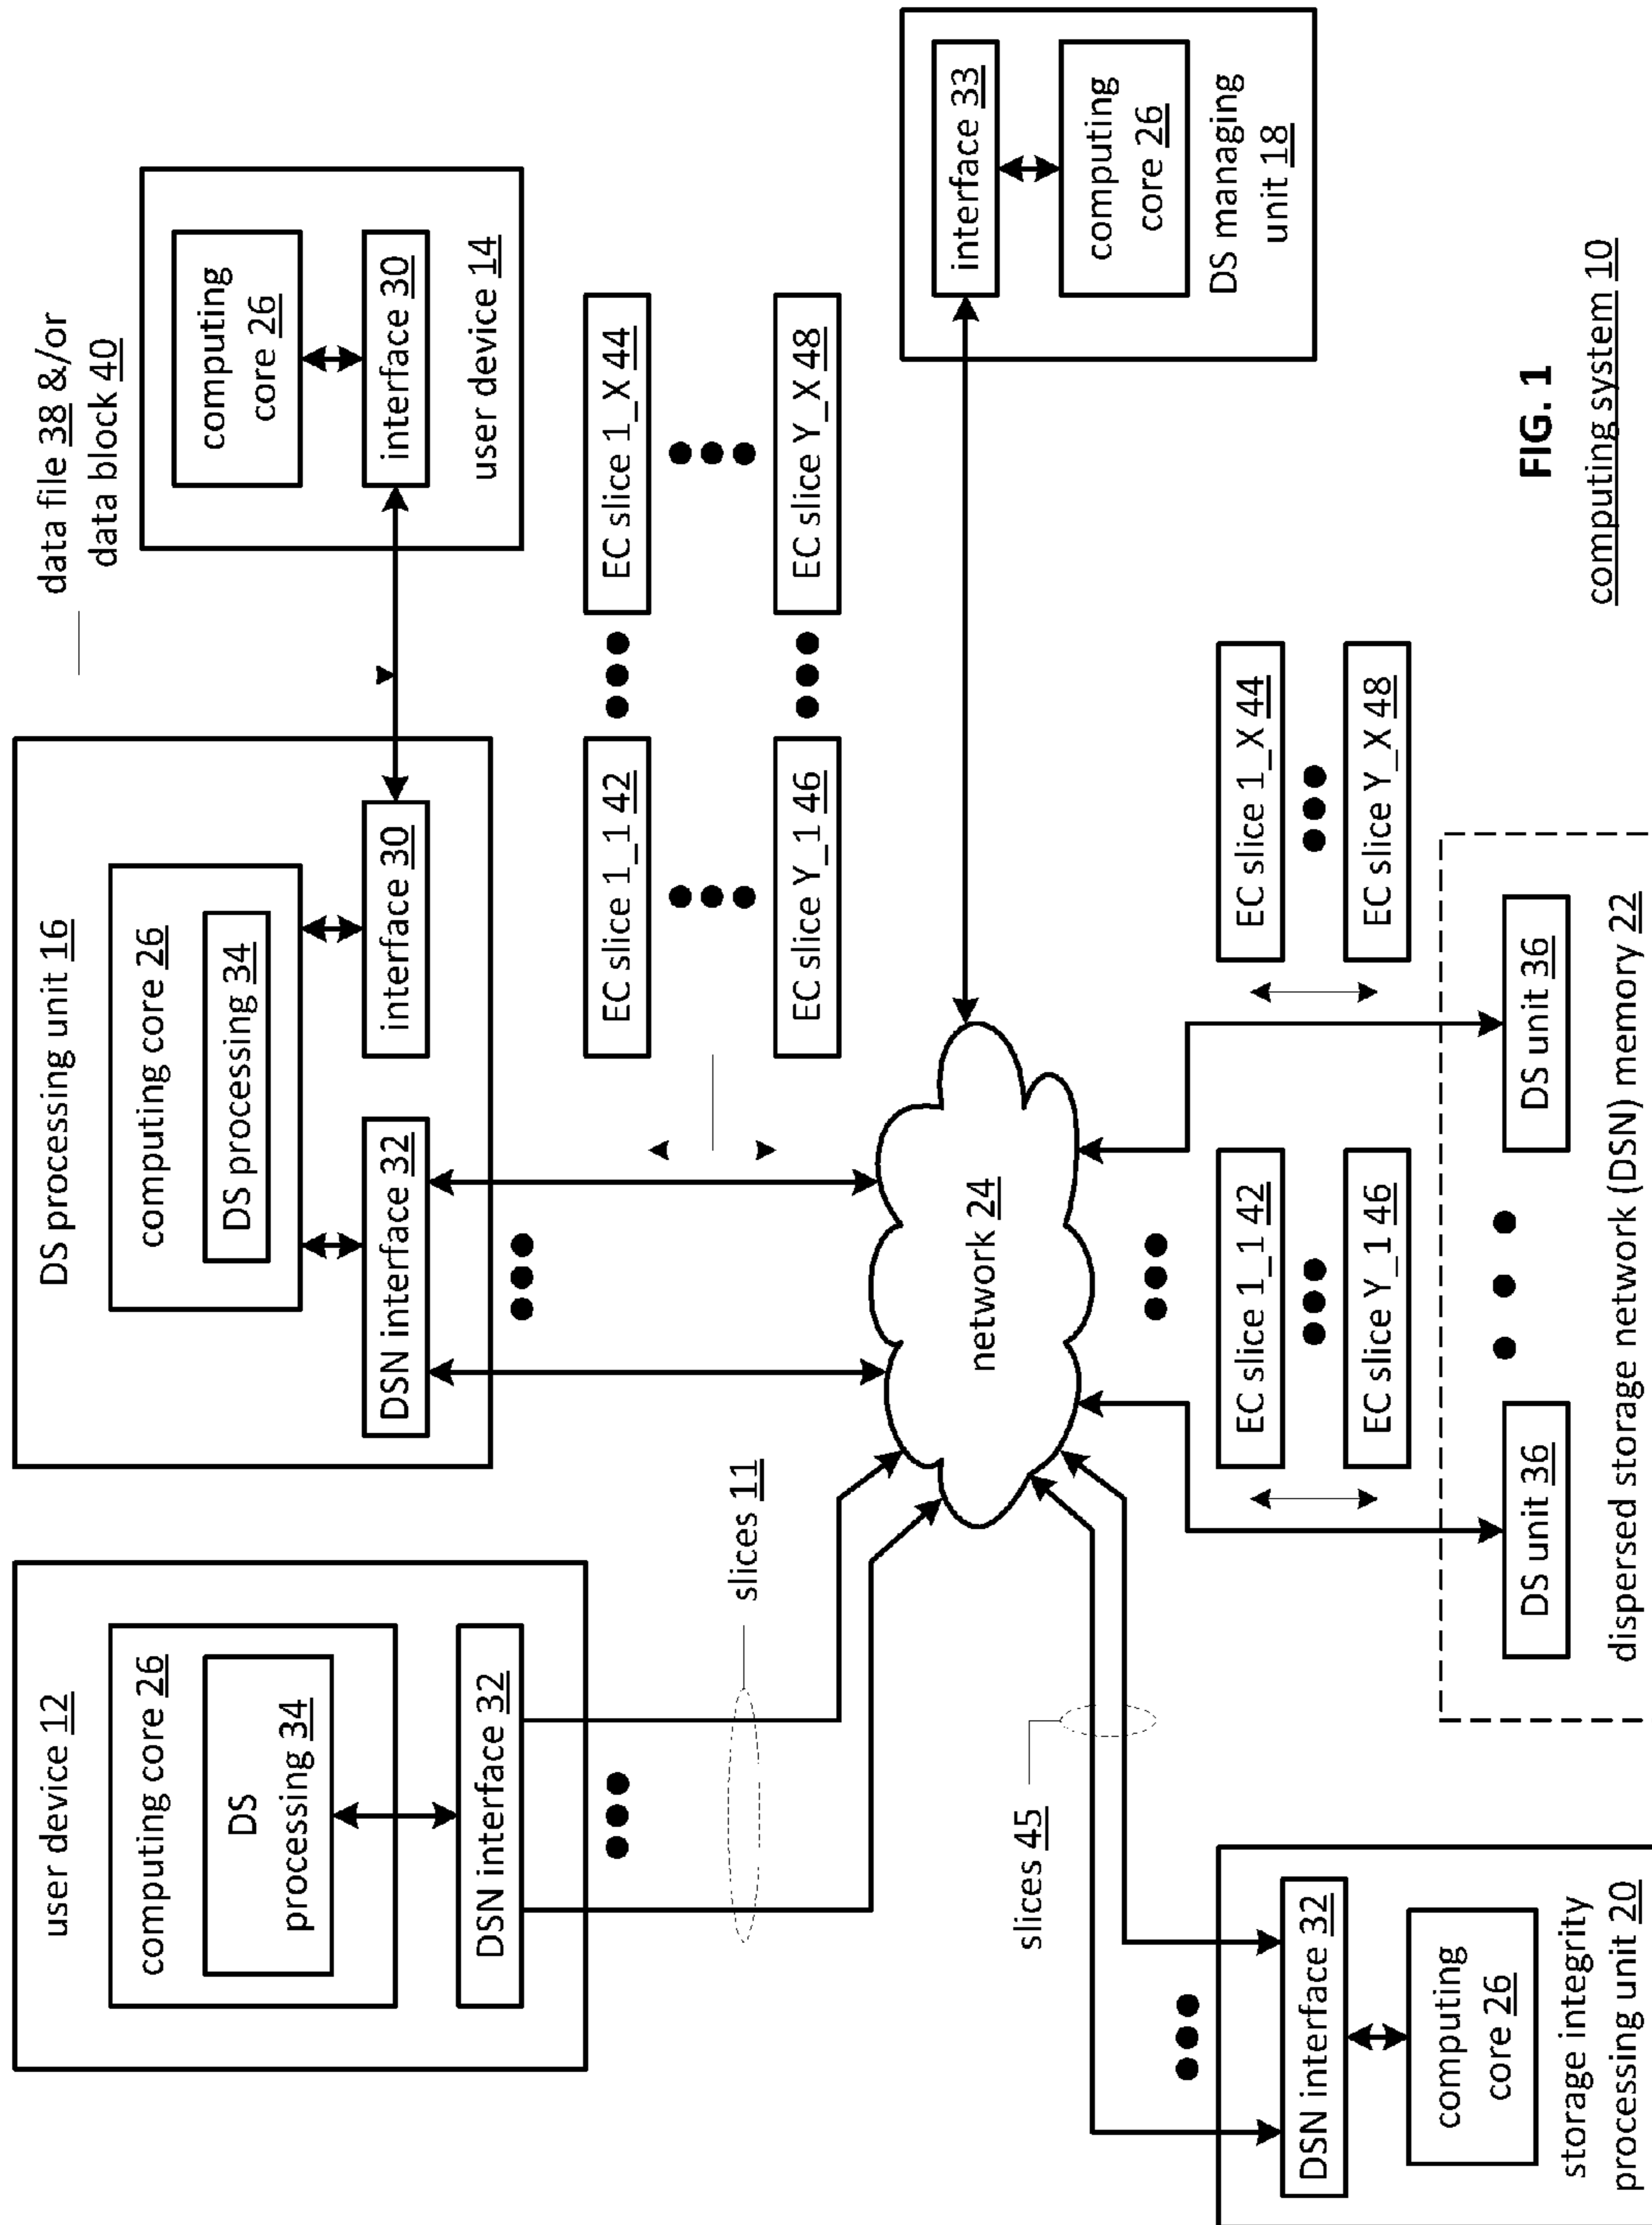 user device 12
computing core 26
DS
processing 34
DSN interface 32
slices 11
DS processing unit 16
computing core 26
DS processing 34
DSN interface 32
interface 30
data file 38 &/or
data block 40
computing
core 26
interface 30
user device 14
EC slice 1_1 42
EC slice 1_X 44
EC slice Y_1 46
EC slice Y_X 48
network 24
interface 33
computing
core 26
DS managing
unit 18
slices 45
DSN interface 32
computing
core 26
storage integrity
processing unit 20
EC slice 1_1 42
EC slice Y_1 46
EC slice 1_X 44
EC slice Y_X 48
DS unit 36
DS unit 36
dispersed storage network (DSN) memory 22
FIG. 1
computing system 10